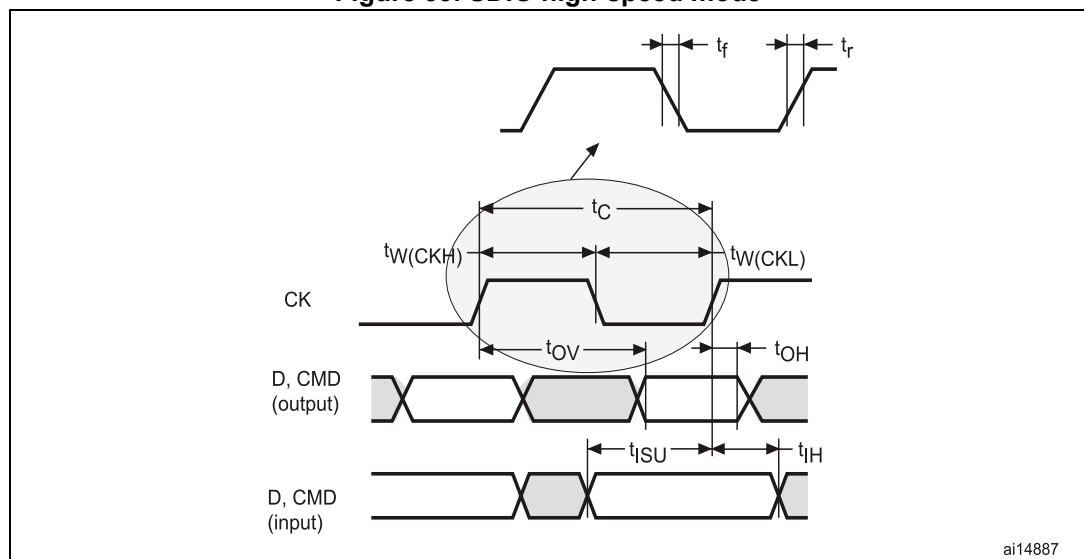 Figure SDIO high-speed mode
tf
tr
tC
tW(CKH)
tW(CKL)
CK
tOV
tOH
D, CMD
(output)
tISU
tIH
D, CMD
(input)
ai14887